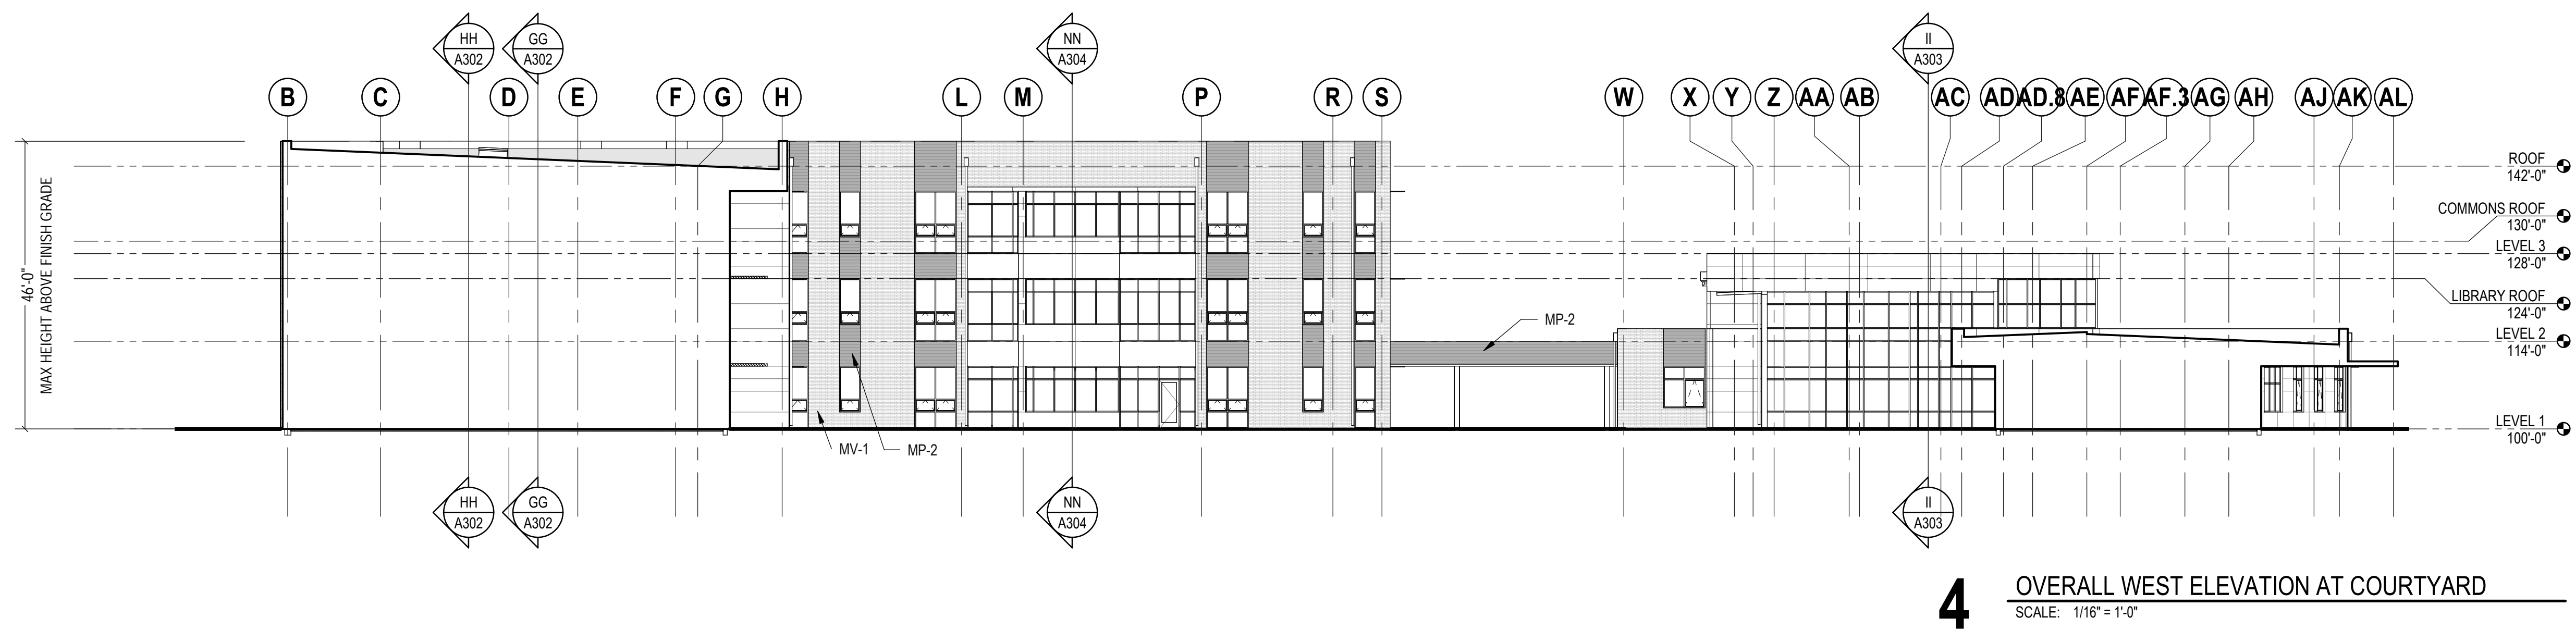 HH
A302
GG
A302
NN
A304
II
A303
B
C
D
E
F
G
H
L
M
P
R
S
W
X
Y
Z
AA
AB
AC
AD
AD.8
AE
AF
AF.3
AG
AH
AJ
AK
AL
46'-0"
MAX HEIGHT ABOVE FINISH GRADE
ROOF
142'-0"
COMMONS ROOF
130'-0"
LEVEL 3
128'-0"
LIBRARY ROOF
124'-0"
LEVEL 2
114'-0"
LEVEL 1
100'-0"
MP-2
MV-1
MP-2
HH
A302
GG
A302
NN
A304
II
A303
4
OVERALL WEST ELEVATION AT COURTYARD
SCALE: 1/16" = 1'-0"